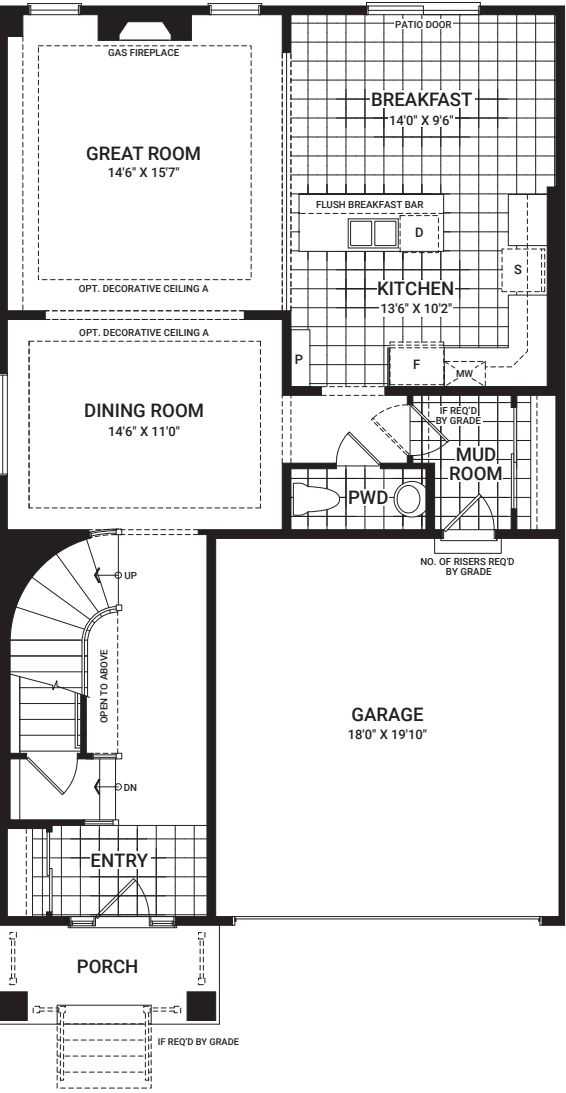 PATIO DOOR
GAS FIREPLACE
BREAKFAST
14'0" X 9'6"
GREAT ROOM
14'6" X 15'7"
FLUSH BREAKFAST BAR
D
S
OPT. DECORATIVE CEILING A
KITCHEN
13'6" X 10'2"
OPT. DECORATIVE CEILING A
P
F
MW
DINING ROOM
14'6" X 11'0"
IF REQ'D
BY GRADE
MUD
ROOM
PWD
NO. OF RISERS REQ'D
BY GRADE
UP
OPEN TO ABOVE
GARAGE
18'0" X 19'10"
DN
ENTRY
PORCH
IF REQ'D BY GRADE